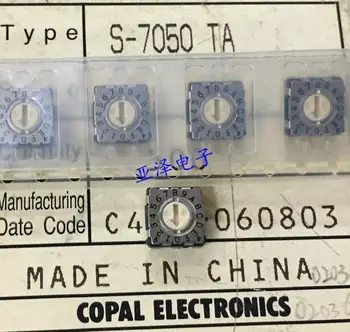 Type S-7050 TA
亚泽电子
Manufacturing
Date Code C4 060803
MADE IN CHINA
COPAL ELECTRONICS